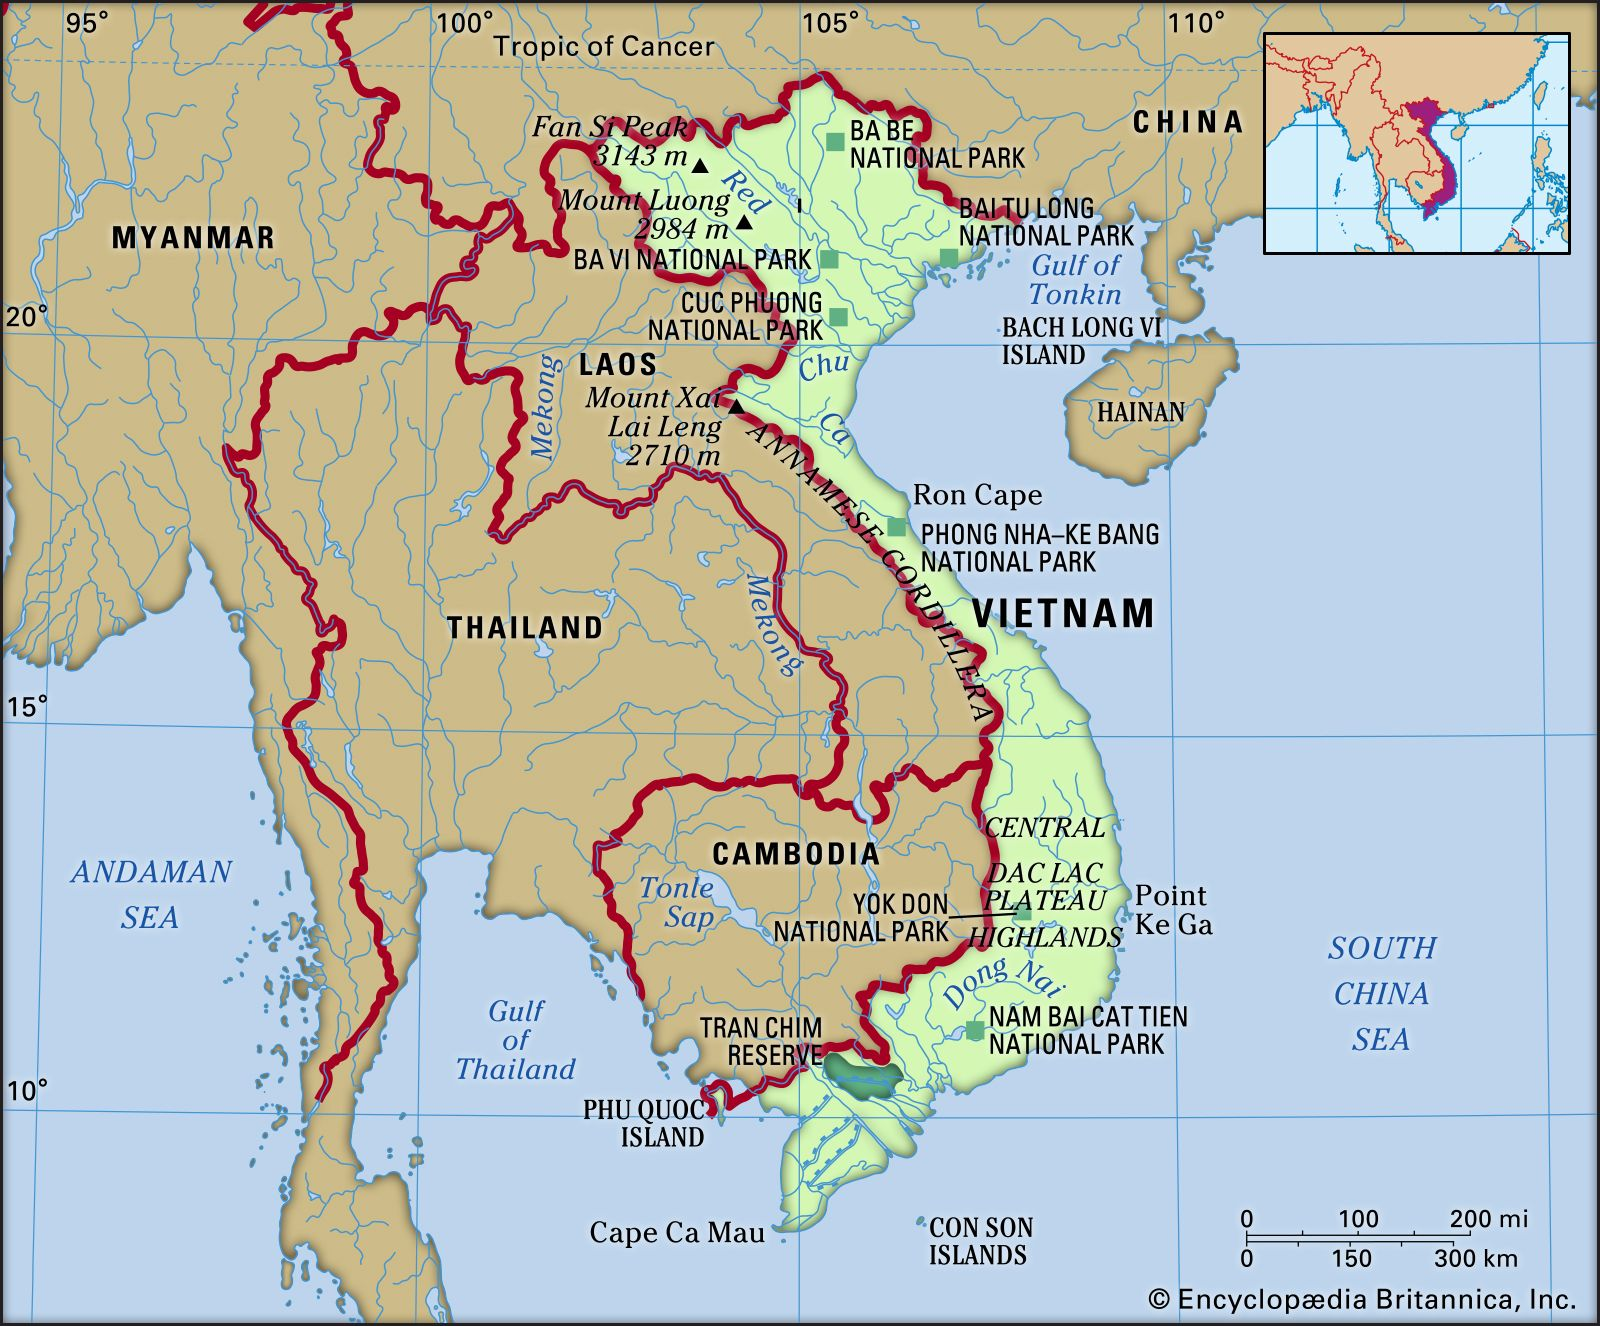 95°
100°
105°
110°
Tropic of Cancer
CHINA
Fan Si Peak
3143 m
BA BE
NATIONAL PARK
Red
Mount Luong
2984 m
BAI TU LONG
NATIONAL PARK
MYANMAR
BA VI NATIONAL PARK
Gulf of
Tonkin
CUC PHUONG
NATIONAL PARK
20°
BACH LONG VI
ISLAND
LAOS
Chu
Mekong
Mount Xai
Lai Leng
2710 m
HAINAN
Ca
ANNAMESE CORDILLERA
Ron Cape
PHONG NHA–KE BANG
NATIONAL PARK
Mekong
THAILAND
VIETNAM
15°
CENTRAL
CAMBODIA
ANDAMAN
SEA
Tonle
Sap
DAC LAC
PLATEAU
YOK DON
NATIONAL PARK
HIGHLANDS
Point
Ke Ga
SOUTH
CHINA
SEA
Dong Nai
Gulf
of
Thailand
TRAN CHIM
RESERVE
NAM BAI CAT TIEN
NATIONAL PARK
10°
PHU QUOC
ISLAND
Cape Ca Mau
CON SON
ISLANDS
0 100 200 mi
0 150 300 km
© Encyclopædia Britannica, Inc.